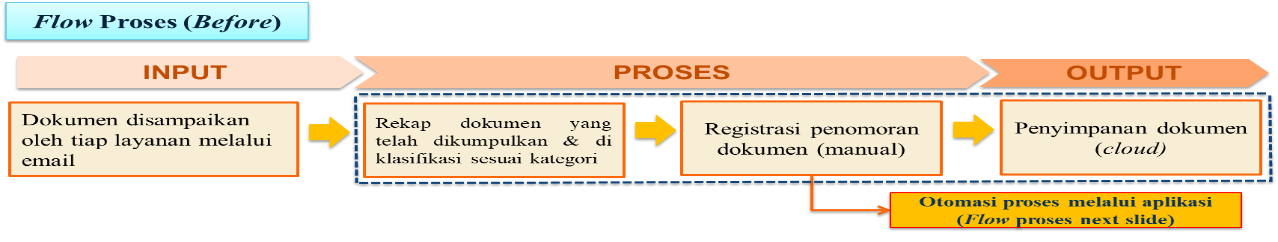 Flow Proses (Before)
INPUT
PROSES
OUTPUT
Dokumen disampaikan
oleh tiap layanan melalui
email
Rekap dokumen yang
telah dikumpulkan & di
klasifikasi sesuai kategori
Registrasi penomoran
dokumen (manual)
Penyimpanan dokumen
(cloud)
Otomasi proses melalui aplikasi
(Flow proses next slide)